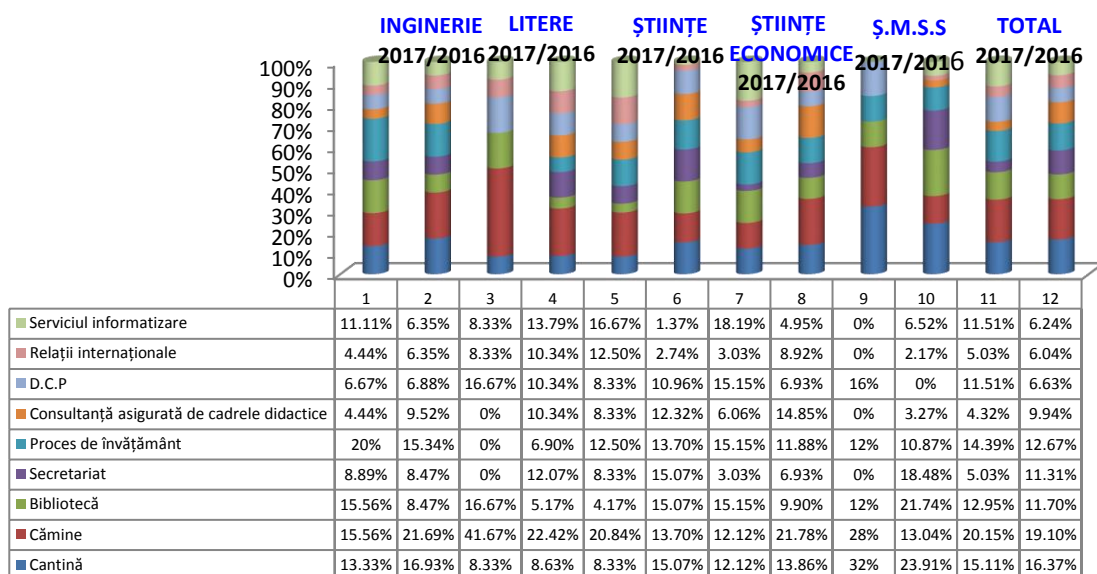 INGINERIE
2017/2016
LITERE
2017/2016
ȘTIINȚE
2017/2016
ȘTIINȚE
ECONOMICE
2017/2016
Ș.M.S.S
2017/2016
TOTAL
2017/2016
100%
90%
80%
70%
60%
50%
40%
30%
20%
10%
0%
1 2 3 4 5 6 7 8 9 10 11 12
Serviciul informatizare 11.11% 6.35% 8.33% 13.79% 16.67% 1.37% 18.19% 4.95% 0% 6.52% 11.51% 6.24%
Relații internaționale 4.44% 6.35% 8.33% 10.34% 12.50% 2.74% 3.03% 8.92% 0% 2.17% 5.03% 6.04%
D.C.P 6.67% 6.88% 16.67% 10.34% 8.33% 10.96% 15.15% 6.93% 16% 0% 11.51% 6.63%
Consultanță asigurată de cadrele didactice 4.44% 9.52% 0% 10.34% 8.33% 12.32% 6.06% 14.85% 0% 3.27% 4.32% 9.94%
Proces de învățământ 20% 15.34% 0% 6.90% 12.50% 13.70% 15.15% 11.88% 12% 10.87% 14.39% 12.67%
Secretariat 8.89% 8.47% 0% 12.07% 8.33% 15.07% 3.03% 6.93% 0% 18.48% 5.03% 11.31%
Bibliotecă 15.56% 8.47% 16.67% 5.17% 4.17% 15.07% 15.15% 9.90% 12% 21.74% 12.95% 11.70%
Cămine 15.56% 21.69% 41.67% 22.42% 20.84% 13.70% 12.12% 21.78% 28% 13.04% 20.15% 19.10%
Cantină 13.33% 16.93% 8.33% 8.63% 8.33% 15.07% 12.12% 13.86% 32% 23.91% 15.11% 16.37%